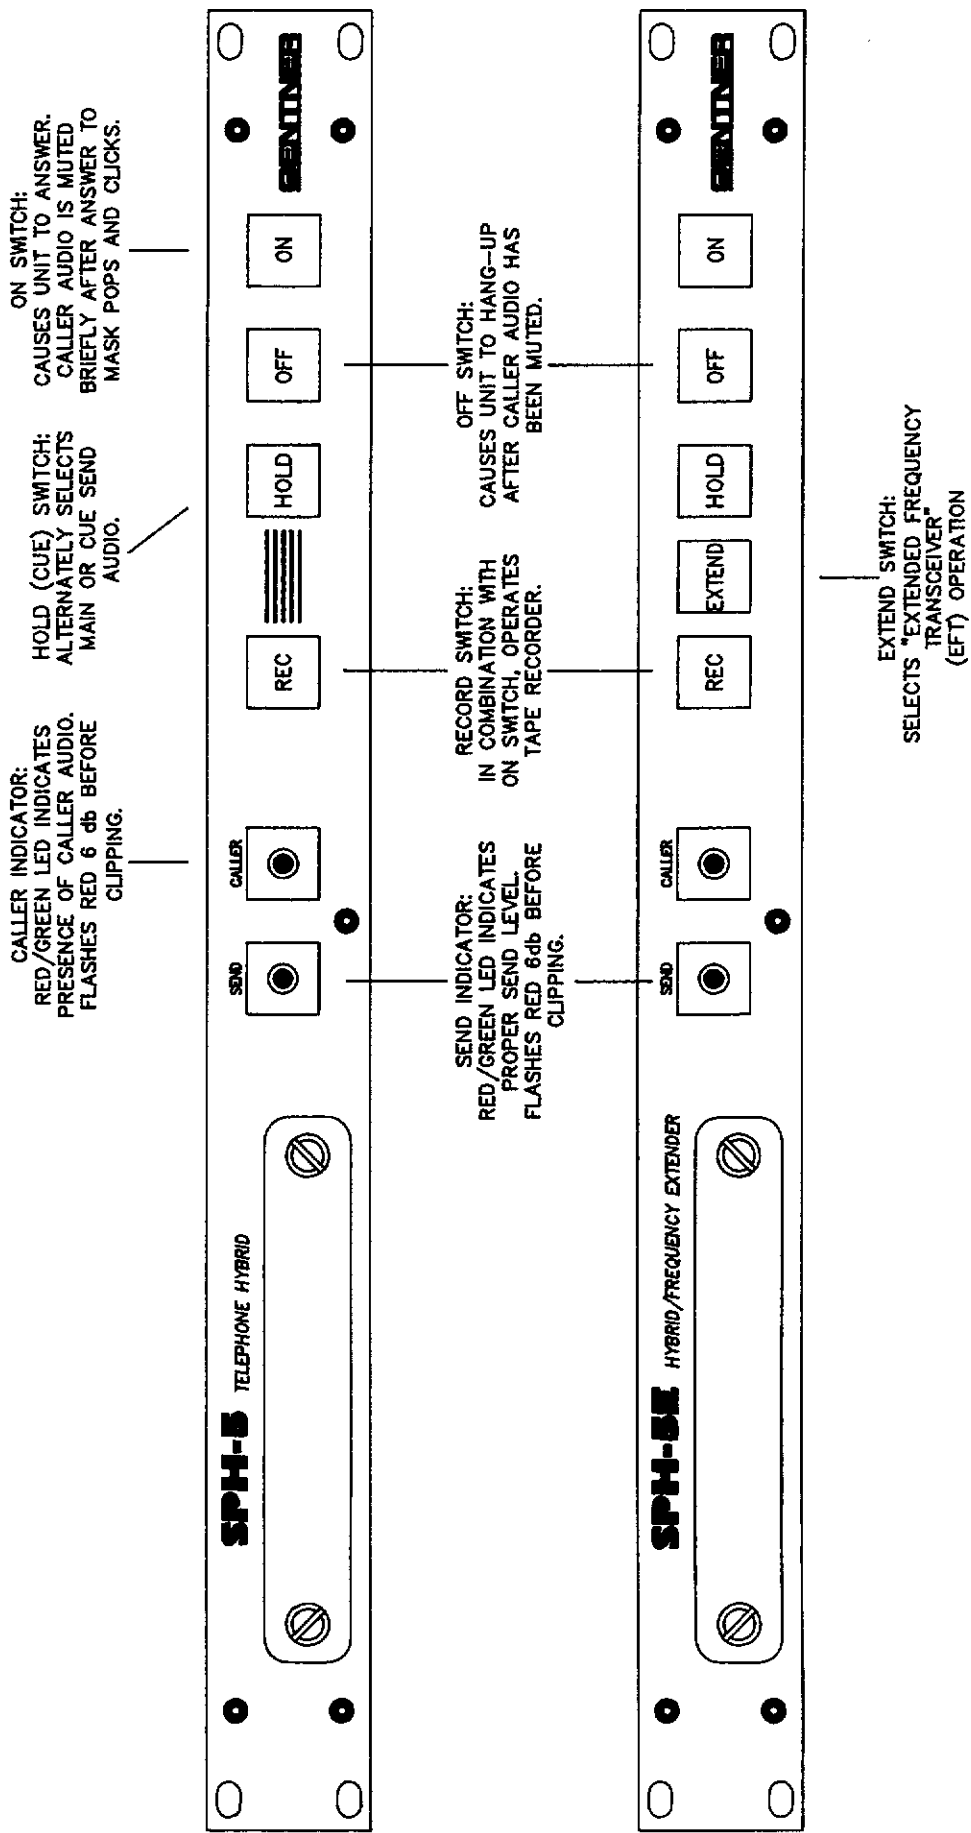 CALLER INDICATOR:
RED/GREEN LED INDICATES
PRESENCE OF CALLER AUDIO.
FLASHES RED 6 db BEFORE
CLIPPING.
HOLD (CUE) SWITCH:
ALTERNATELY SELECTS
MAIN OR CUE SEND
AUDIO.
ON SWITCH:
CAUSES UNIT TO ANSWER.
CALLER AUDIO IS MUTED
BRIEFLY AFTER ANSWER TO
MASK POPS AND CLICKS.
SPH-5 TELEPHONE HYBRID
SEND
CALLER
REC
HOLD
OFF
ON
GENTNER
SEND INDICATOR:
RED/GREEN LED INDICATES
PROPER SEND LEVEL.
FLASHES RED 6db BEFORE
CLIPPING.
RECORD SWITCH:
IN COMBINATION WITH
ON SWITCH, OPERATES
TAPE RECORDER.
OFF SWITCH:
CAUSES UNIT TO HANG-UP
AFTER CALLER AUDIO HAS
BEEN MUTED.
SPH-5E HYBRID/FREQUENCY EXTENDER
SEND
CALLER
REC
EXTEND
HOLD
OFF
ON
GENTNER
EXTEND SWITCH:
SELECTS "EXTENDED FREQUENCY
TRANSCEIVER"
(EFT) OPERATION